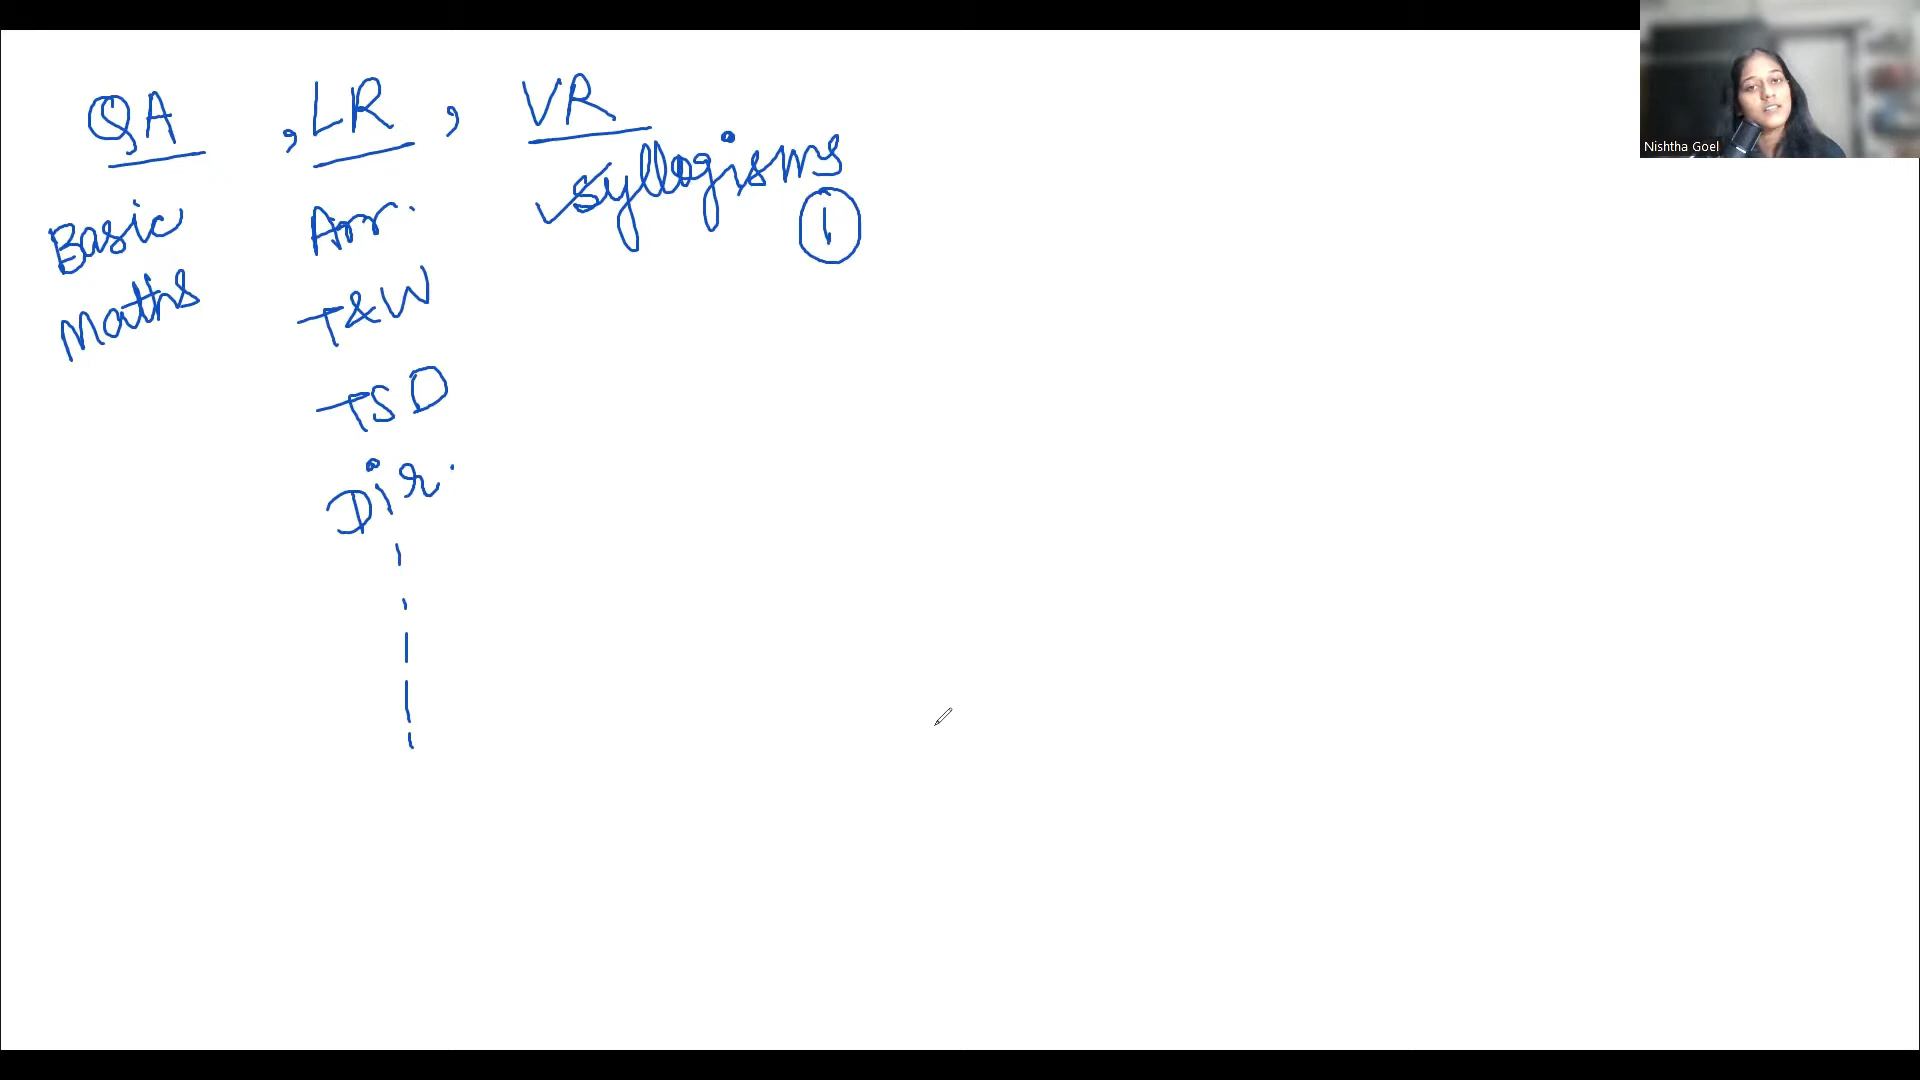 QA , LR , VR
Basic
Maths
Arr.
T&W
TSD
Dir.
Syllogisms
1
Nishtha Goel